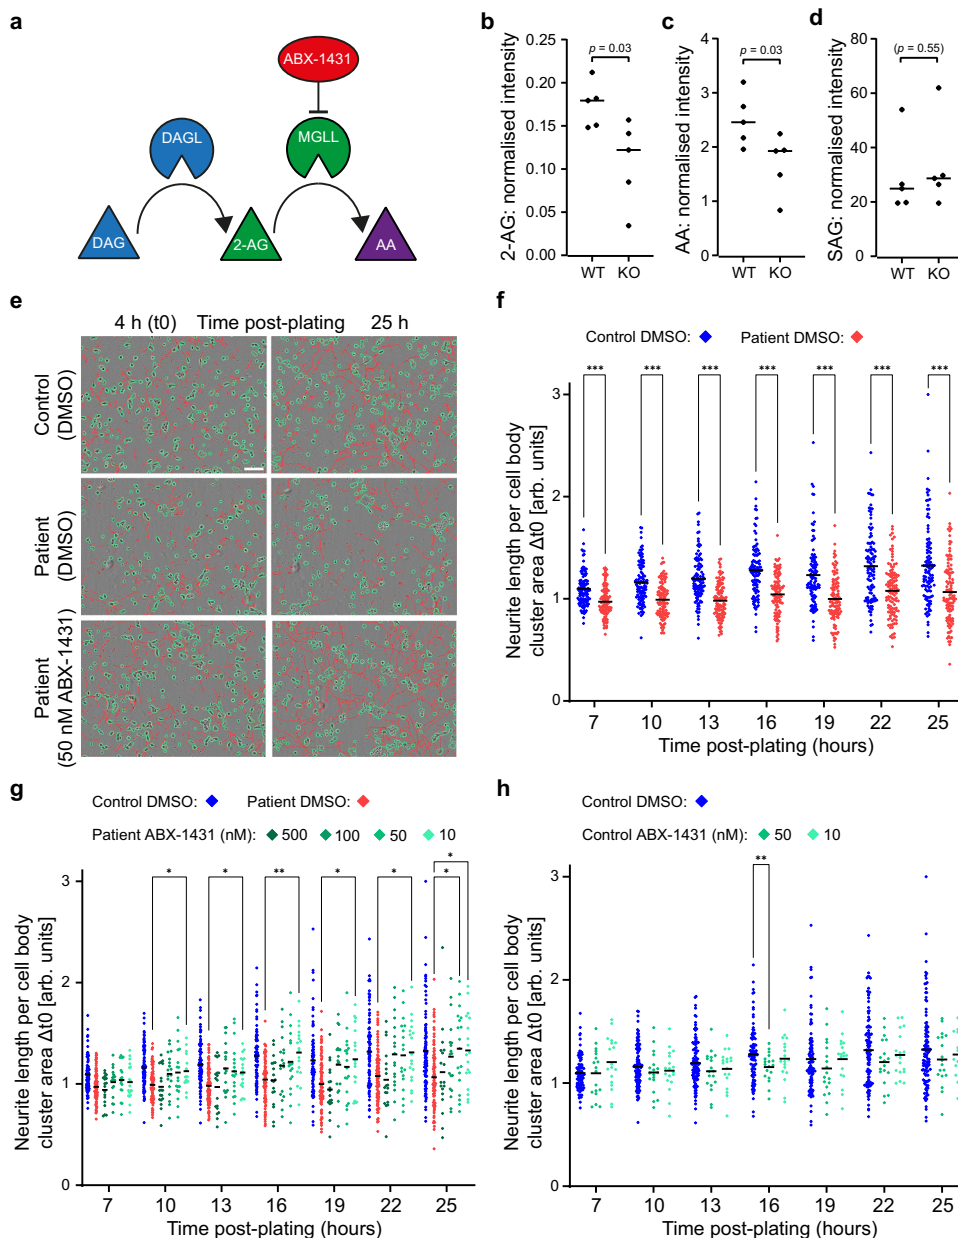 a
ABX-1431
DAGL
MGLL
DAG
2-AG
AA
b
2-AG: normalised intensity
0.25
0.20
0.15
0.10
0.05
0.00
p = 0.03
WT KO
c
AA: normalised intensity
4
3
2
1
0
p = 0.03
WT KO
d
SAG: normalised intensity
80
60
40
20
0
(p = 0.55)
WT KO
e
4 h (t0) Time post-plating 25 h
Control
(DMSO)
Patient
(DMSO)
Patient
(50 nM ABX-1431)
f
Control DMSO: Patient DMSO:
*** *** *** *** *** *** ***
Neurite length per cell body
cluster area Δt0 [arb. units]
3
2
1
0
7 10 13 16 19 22 25
Time post-plating (hours)
g
Control DMSO: Patient DMSO:
Patient ABX-1431 (nM): 500 100 50 10
*
* * ** * * *
Neurite length per cell body
cluster area Δt0 [arb. units]
3
2
1
0
7 10 13 16 19 22 25
Time post-plating (hours)
h
Control DMSO:
Control ABX-1431 (nM): 50 10
**
Neurite length per cell body
cluster area Δt0 [arb. units]
3
2
1
0
7 10 13 16 19 22 25
Time post-plating (hours)